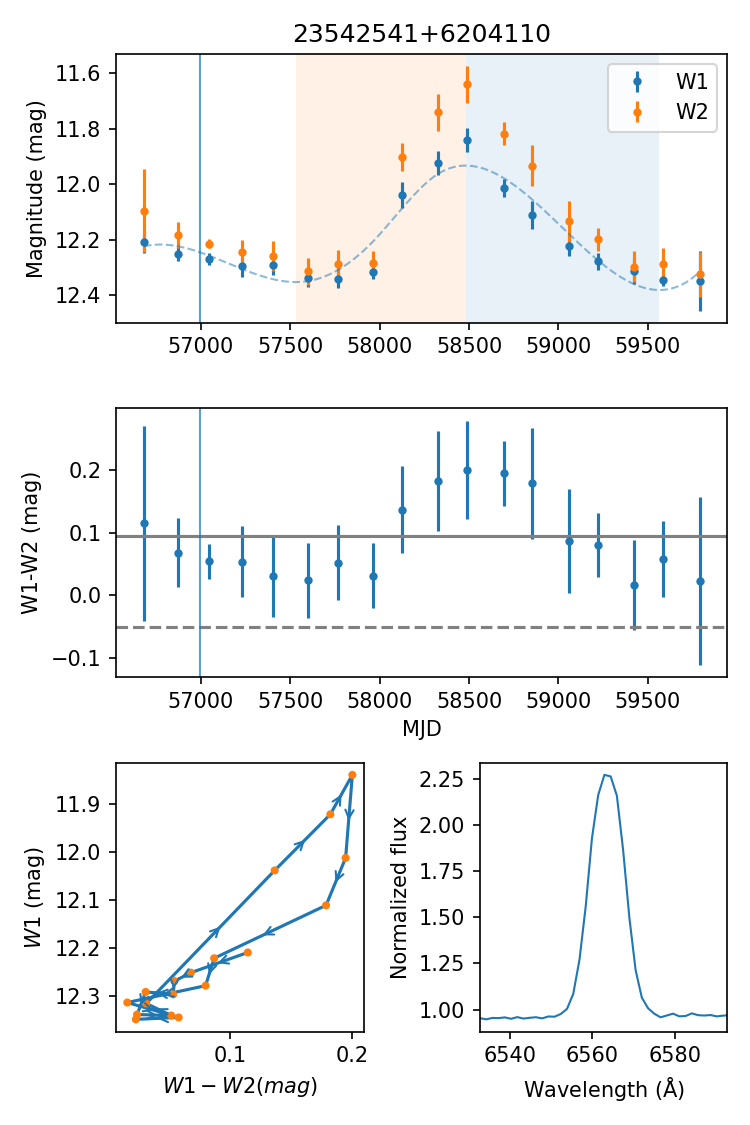 23542541+6204110
Magnitude (mag)
11.6
11.8
12.0
12.2
12.4
W1
W2
57000 57500 58000 58500 59000 59500
W1-W2 (mag)
0.2
0.1
0.0
−0.1
57000 57500 58000 58500 59000 59500
MJD
W1 (mag)
11.9
12.0
12.1
12.2
12.3
0.1 0.2
W1 − W2(mag)
Normalized flux
2.25
2.00
1.75
1.50
1.25
1.00
6540 6560 6580
Wavelength (Å)